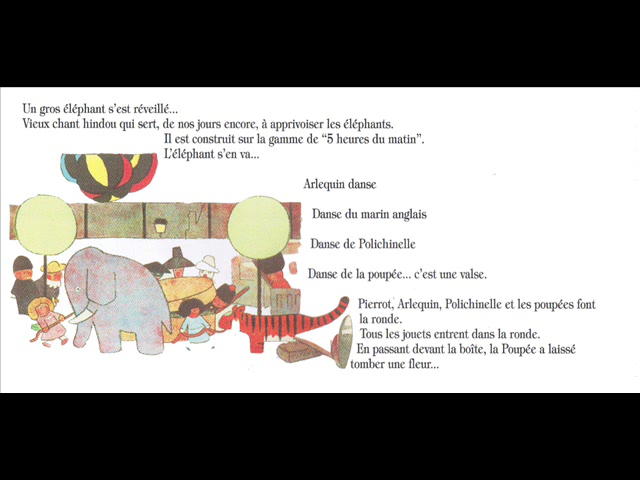 Un gros éléphant s'est réveillé...
Vieux chant hindou qui sert, de nos jours encore, à apprivoiser les éléphants.
Il est construit sur la gamme de “5 heures du matin”.
L'éléphant s'en va...
Arlequin danse
Danse du marin anglais
Danse de Polichinelle
Danse de la poupée... c'est une valse.
Pierrot, Arlequin, Polichinelle et les poupées font
la ronde.
Tous les jouets entrent dans la ronde.
En passant devant la boîte, la Poupée a laissé
tomber une fleur...